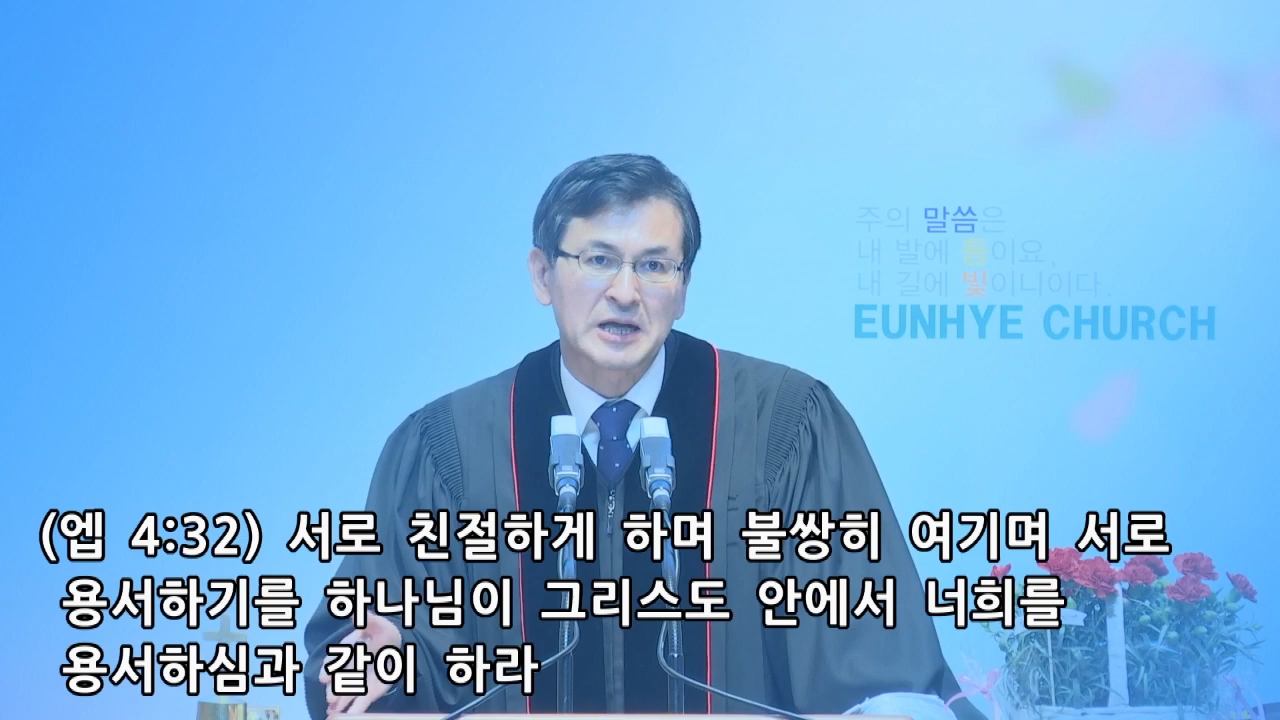 주의 말씀은
내 발에 등이요,
내 길에 빛이니이다.
EUNHYE CHURCH
(엡 4:32) 서로 친절하게 하며 불쌍히 여기며 서로
용서하기를 하나님이 그리스도 안에서 너희를
용서하심과 같이 하라